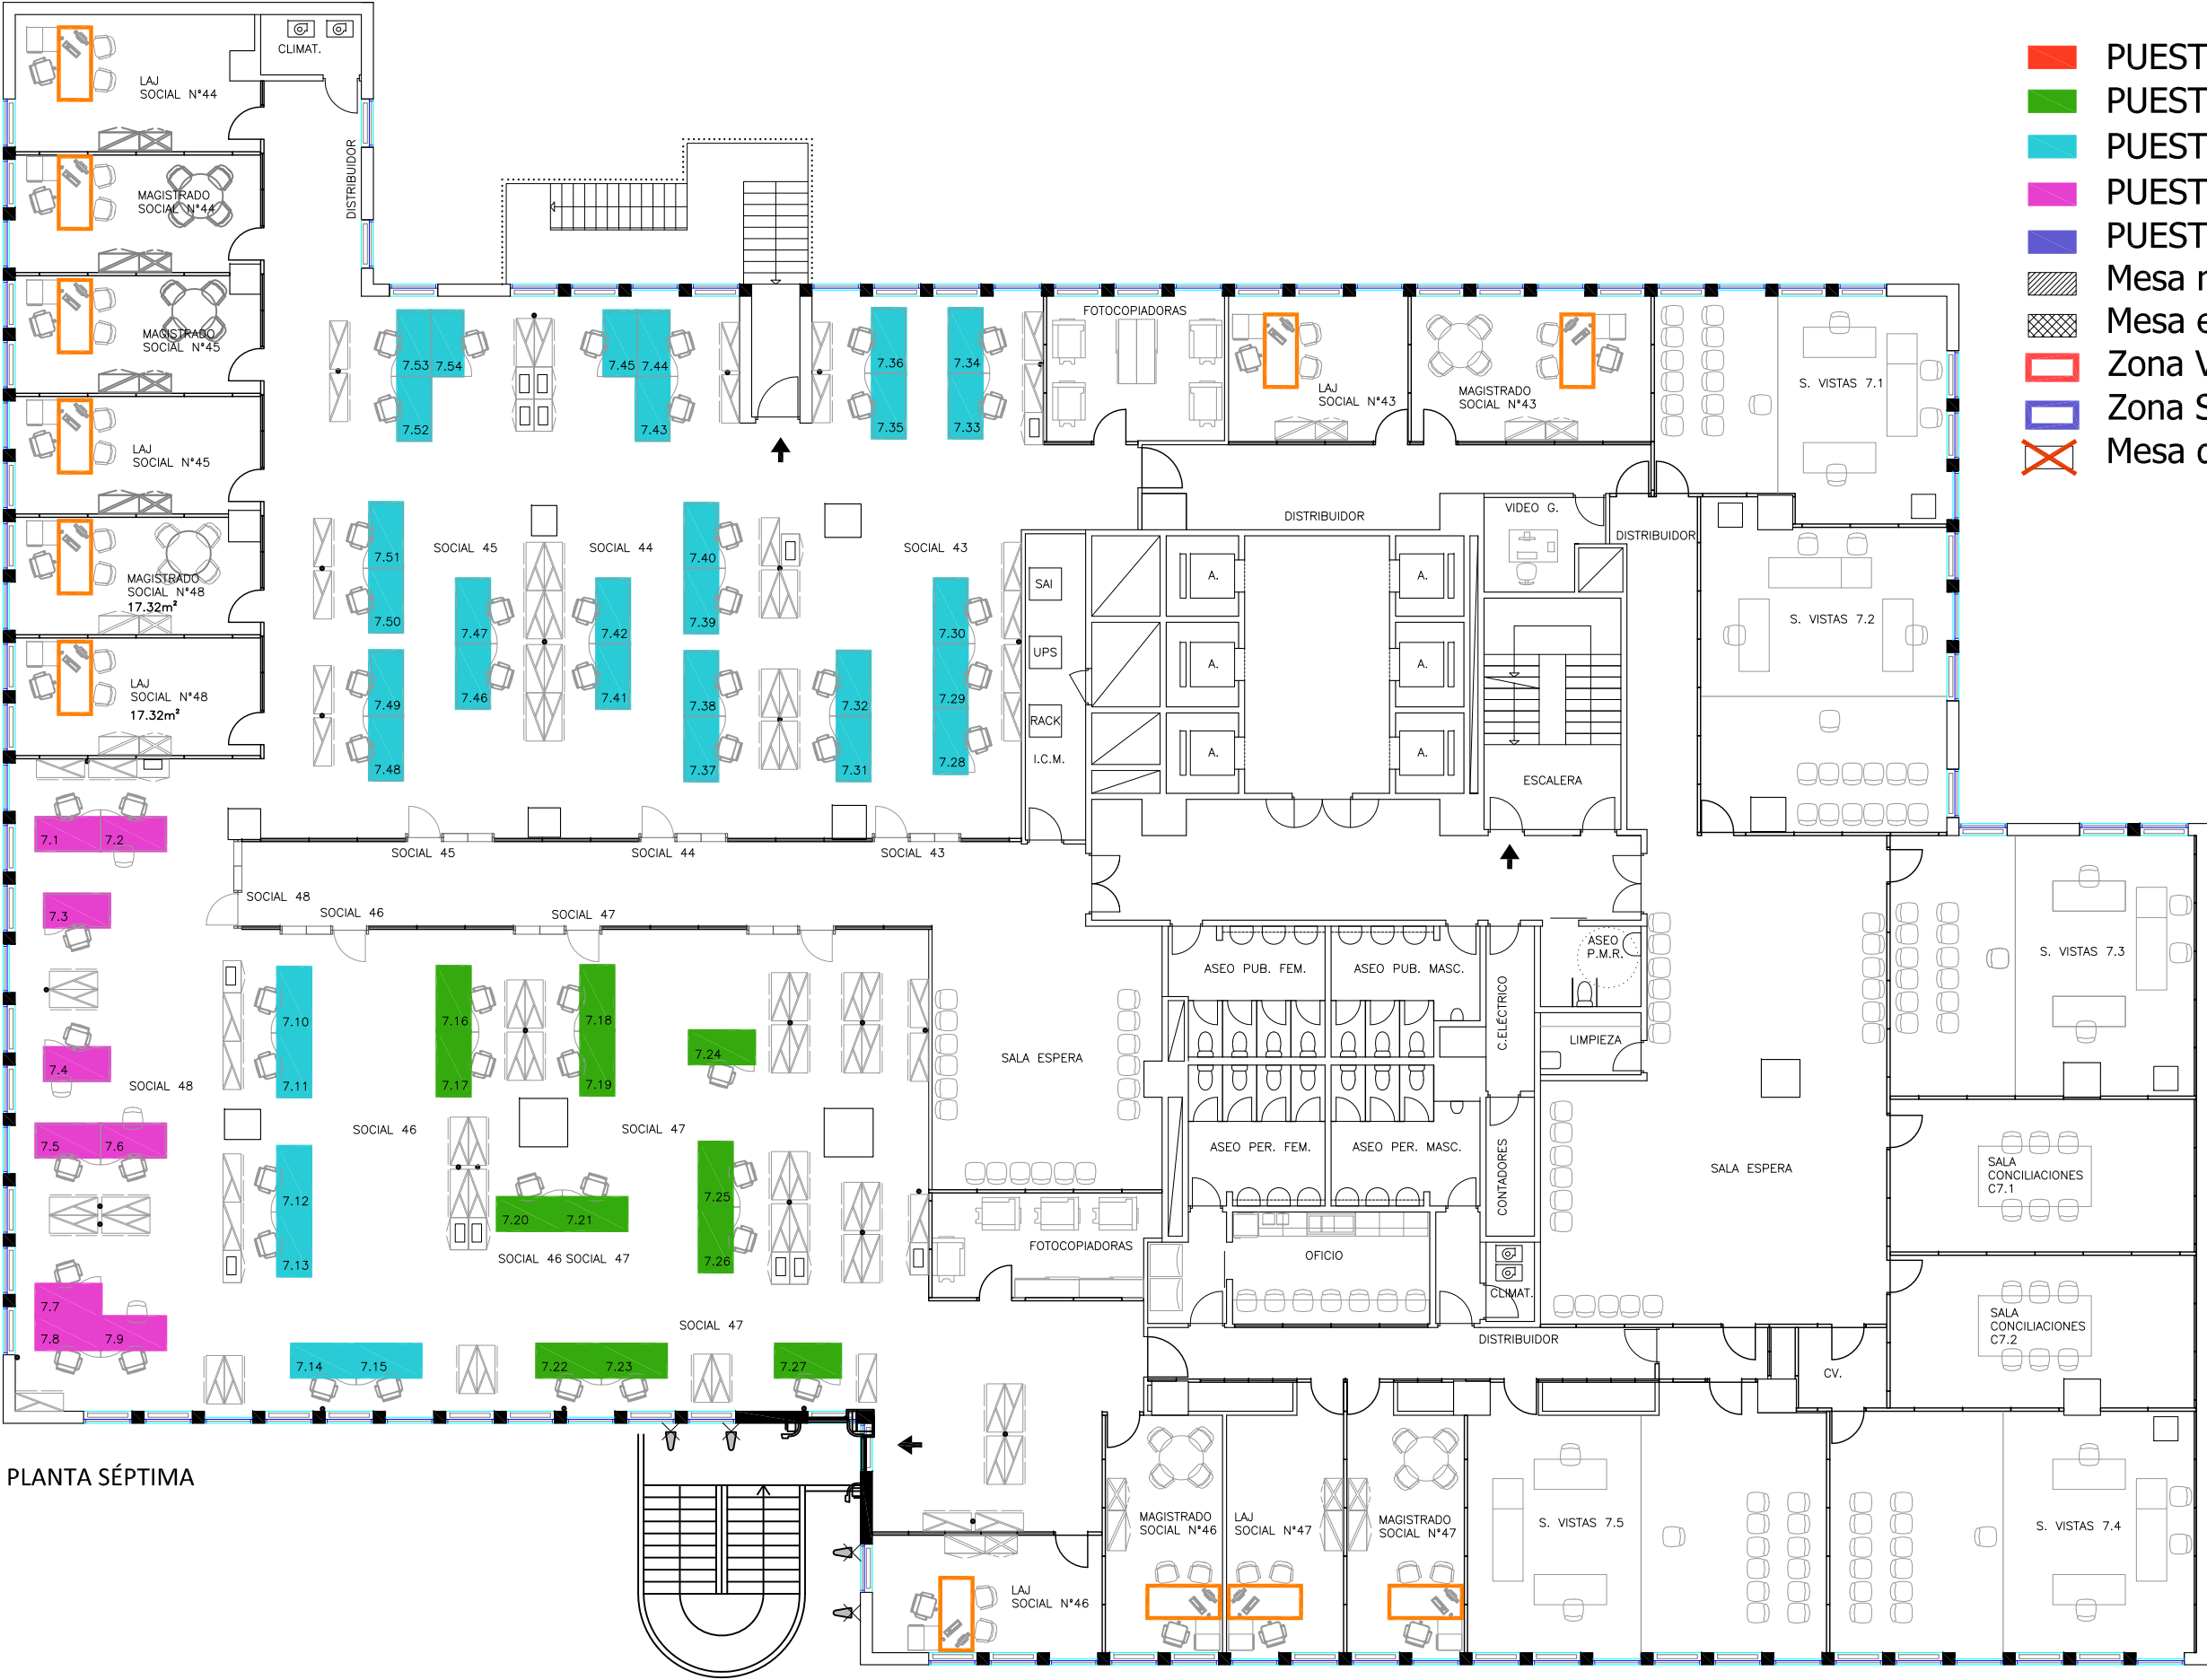 CLIMAT.
LAJ
SOCIAL N°44
DISTRIBUIDOR
MAGISTRADO
SOCIAL N°44
MAGISTRADO
SOCIAL N°45
LAJ
SOCIAL N°45
MAGISTRADO
SOCIAL N°48
17.32m²
LAJ
SOCIAL N°48
17.32m²
PUEST
PUEST
PUEST
PUEST
PUEST
Mesa
Mesa
Zona
Zona
Mesa
7.53 7.54
7.52
7.45 7.44
7.43
7.36
7.35
7.34
7.33
FOTOCOPIADORAS
LAJ
SOCIAL N°43
MAGISTRADO
SOCIAL N°43
S. VISTAS 7.1
7.51
7.50
SOCIAL 45
SOCIAL 44
7.40
7.39
SOCIAL 43
DISTRIBUIDOR
VIDEO G.
DISTRIBUIDOR
7.47
7.46
7.42
7.41
7.49
7.48
7.38
7.37
7.32
7.31
7.30
7.29
7.28
SAI
UPS
RACK
I.C.M.
A.
A.
A.
A.
A.
A.
ESCALERA
S. VISTAS 7.2
7.1 7.2
7.3
7.4
SOCIAL 48
7.5 7.6
7.7
7.8 7.9
SOCIAL 45
SOCIAL 44
SOCIAL 43
SOCIAL 48
SOCIAL 46
SOCIAL 47
7.10
7.11
7.12
7.13
SOCIAL 46
7.16
7.17
7.18
7.19
7.24
SOCIAL 47
7.20 7.21
SOCIAL 46 SOCIAL 47
7.25
7.26
SOCIAL 47
7.14 7.15
7.22 7.23
7.27
SALA ESPERA
FOTOCOPIADORAS
ASEO PUB. FEM.
ASEO PUB. MASC.
C.ELÉCTRICO
ASEO
P.M.R.
LIMPIEZA
ASEO PER. FEM.
ASEO PER. MASC.
CONTADORES
OFICIO
CLIMAT.
DISTRIBUIDOR
SALA ESPERA
S. VISTAS 7.3
SALA
CONCILIACIONES
C7.1
SALA
CONCILIACIONES
C7.2
CV.
PLANTA SÉPTIMA
LAJ
SOCIAL N°46
MAGISTRADO
SOCIAL N°46
LAJ
SOCIAL N°47
MAGISTRADO
SOCIAL N°47
S. VISTAS 7.5
S. VISTAS 7.4